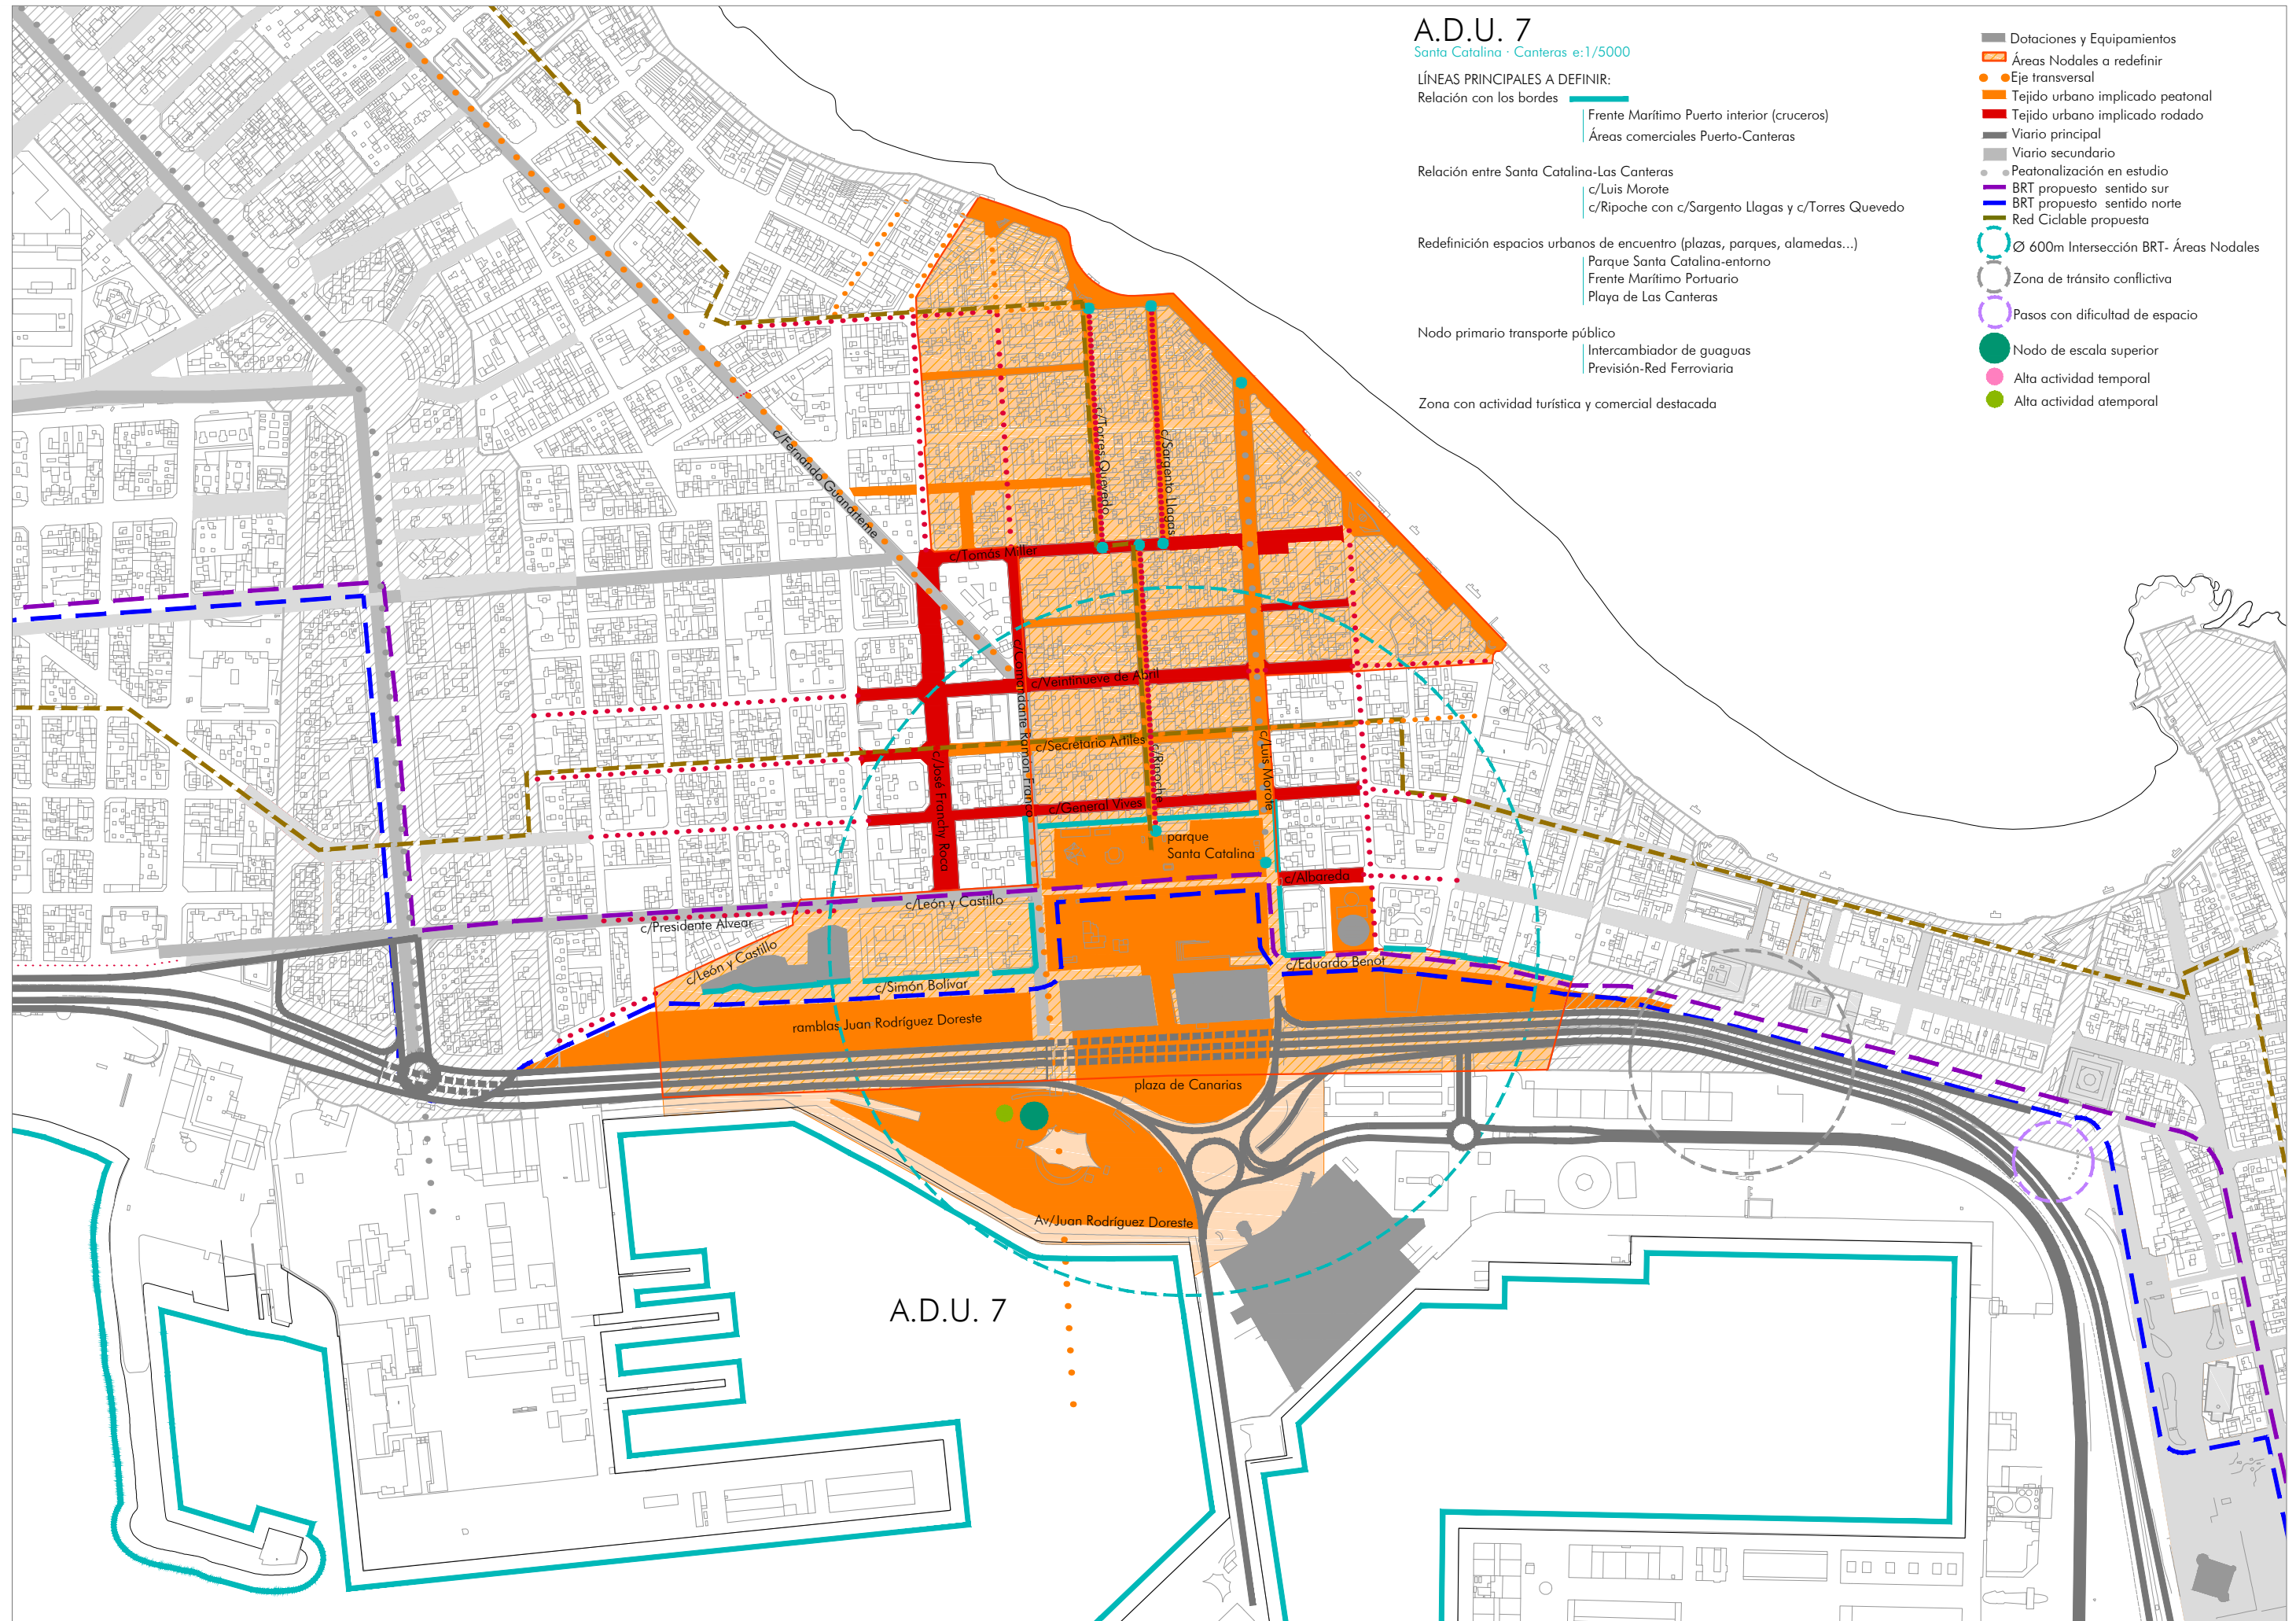 A.D.U. 7
Santa Catalina · Canteras e:1/5000
LÍNEAS PRINCIPALES A DEFINIR:
Relación con los bordes
Frente Marítimo Puerto interior (cruceros)
Áreas comerciales Puerto-Canteras
Relación entre Santa Catalina-Las Canteras
c/Luis Morote
c/Ripoche con c/Sargento Llagas y c/Torres Quevedo
Redefinición espacios urbanos de encuentro (plazas, parques, alamedas...)
Parque Santa Catalina-entorno
Frente Marítimo Portuario
Playa de Las Canteras
Nodo primario transporte público
Intercambiador de guaguas
Previsión-Red Ferroviaria
Zona con actividad turística y comercial destacada
Dotaciones y Equipamientos
Áreas Nodales a redefinir
Eje transversal
Tejido urbano implicado peatonal
Tejido urbano implicado rodado
Viario principal
Viario secundario
Peatonalización en estudio
BRT propuesto sentido sur
BRT propuesto sentido norte
Red Ciclable propuesta
Ø 600m Intersección BRT- Áreas Nodales
Zona de tránsito conflictiva
Pasos con dificultad de espacio
Nodo de escala superior
Alta actividad temporal
Alta actividad atemporal
c/Fernando Guanarteme
c/Torres Quevedo
c/Sargento Llagas
c/Tomás Miller
c/Comandante Ramón Franco
c/Veintinueve de Abril
c/Secretario Artiles
c/Ripoche
c/Luis Morote
c/José Franchy Roca
c/General Vives
parque
Santa Catalina
c/Albareda
c/León y Castillo
c/Presidente Alvear
c/León y Castillo
c/Eduardo Benot
c/Simón Bolívar
ramblas Juan Rodríguez Doreste
plaza de Canarias
Av/Juan Rodríguez Doreste
A.D.U. 7